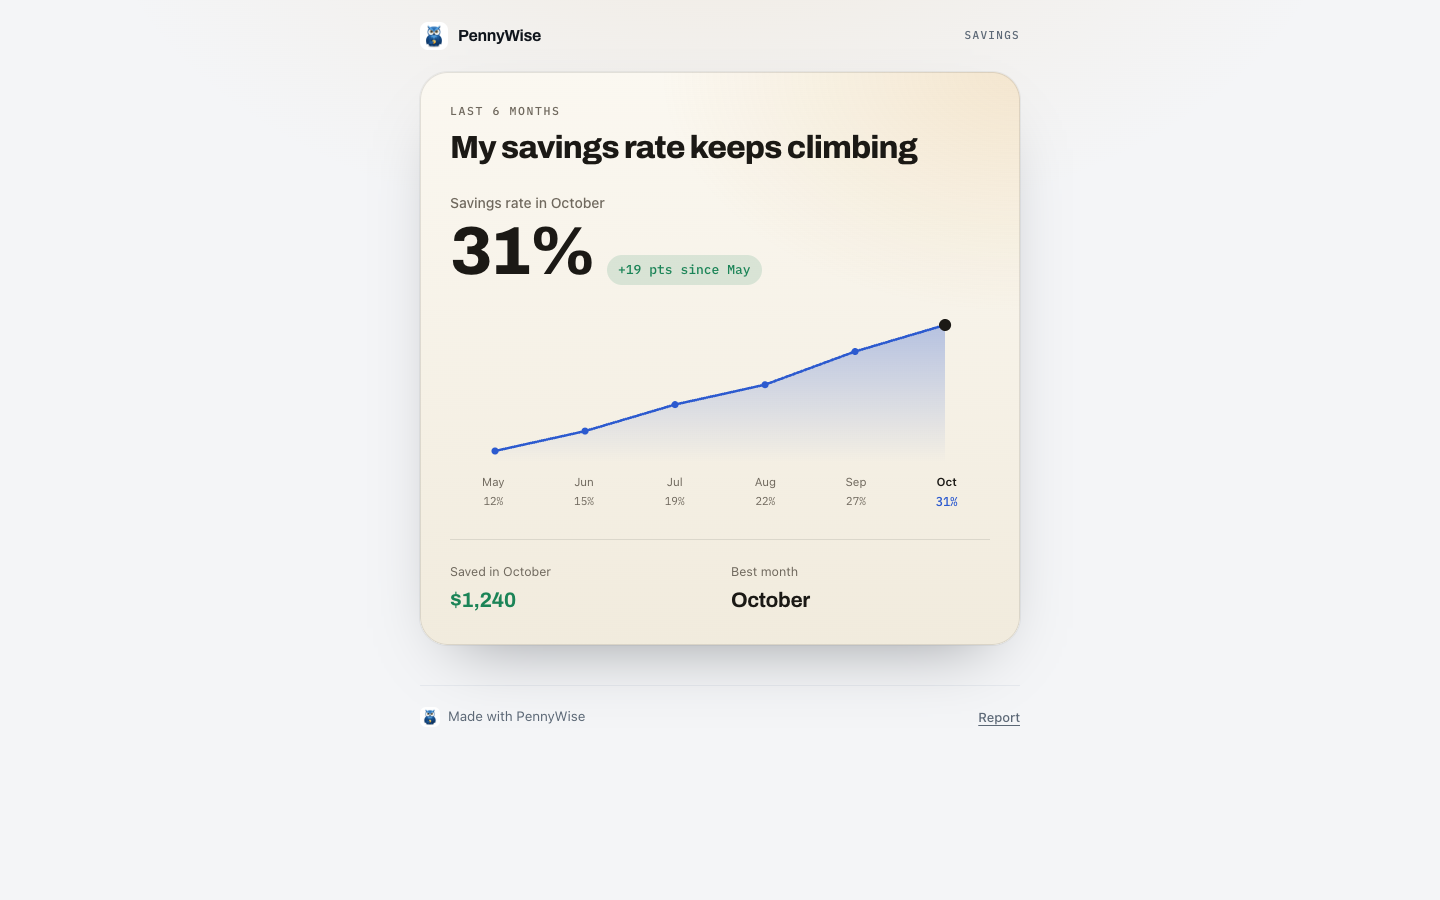 PennyWise
SAVINGS
LAST 6 MONTHS
My savings rate keeps climbing
Savings rate in October
31% +19 pts since May
May Jun Jul Aug Sep Oct
12% 15% 19% 22% 27% 31%
Saved in October Best month
$1,240 October
Made with PennyWise
Report